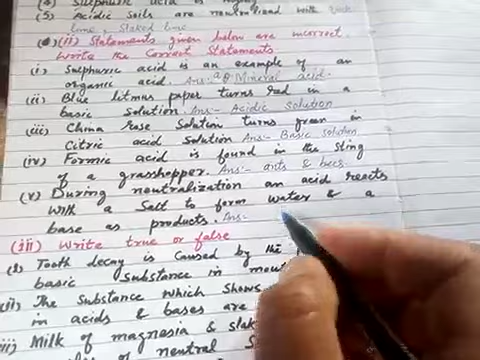 (5) Acidic Soils are neutralized with
lime, Slaked lime
(ii) Statements given below are incorrect.
Write the Correct Statements
(i) Sulphuric acid is an example of an
organic acid. Ans: Mineral acid.
(ii) Blue litmus paper turns red in a
basic solution. Ans- Acidic Solution
(iii) China rose Solution turns green in
Citric acid Solution Ans- Basic Solution
(iv) Formic acid is found in the Sting
of a grasshopper. Ans- ants & bees.
(v) During neutralization an acid reacts
with a Salt to form water & a
base as products. Ans-
(iii) Write true or false
(i) Tooth decay is caused by the
basic Substance in
(ii) The Substance which shows
in acids & bases are
(iii) Milk of magnesia &
of neutral